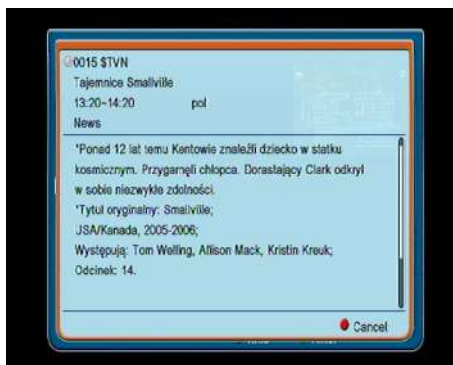 0015 $TVN
Tajemnice Smallville
13:20~14:20 pol
News
"Ponad 12 lat temu Kentowie znaleźli dziecko w statku
kosmicznym. Przygarnęli chłopca. Dorastający Clark odkrył
w sobie niezwykłe zdolności.
"Tytuł oryginalny: Smallville;
USA/Kanada, 2005-2006;
Występują: Tom Welling, Allison Mack, Kristin Kreuk;
Odcinek: 14.
Cancel